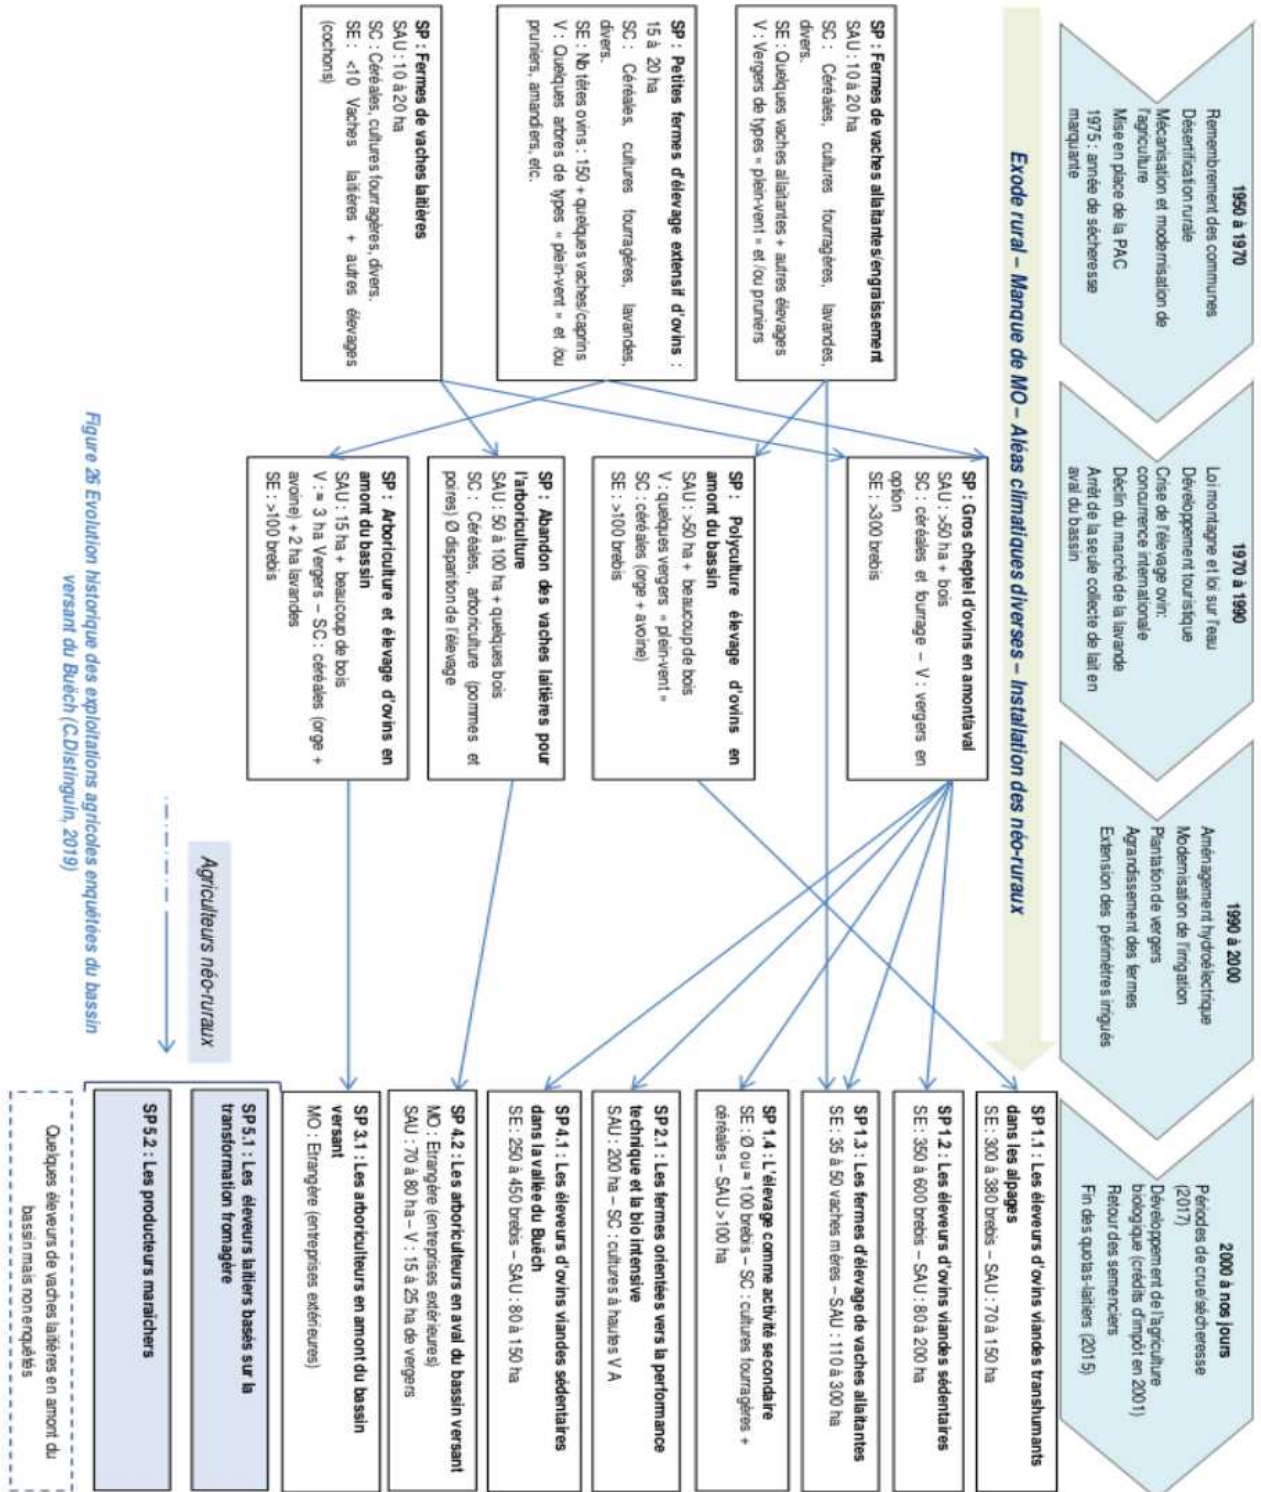 1950 à 1970
Remembrement des communes
Désertification rurale
Mécanisation et modernisation de
l'agriculture
Mise en place de la PAC
1975 : année de sécheresse
marquante
1970 à 1990
Loi montagne et loi sur l'eau
Développement touristique
Crise de l'élevage ovin:
concurrence internationale
Déclin du marché de la lavande
Arrêt de la seule collecte de lait en
aval du bassin
1990 à 2000
Aménagement hydroélectrique
Modernisation de l'irrigation
Plantation de vergers
Agrandissement des fermes
Extension des périmètres irrigués
2000 à nos jours
Périodes de crue/sécheresse
(2017)
Développement de l'agriculture
biologique (crédits d'impôt en 2001)
Retour des semenciers
Fin des quotas-laitiers (2015)
Exode rural – Manque de MO – Aléas climatiques diverses – Installation des néo-ruraux
SP : Fermes de vaches allaitantes/engraissement
SAU : 10 à 20 ha
SC : Céréales, cultures fourragères, lavandes,
divers.
SE : Quelques vaches allaitantes + autres élevages
V : Vergers de types « plein-vent » et /ou pruniers
SP : Petites fermes d'élevage extensif d'ovins :
15 à 20 ha
SC : Céréales, cultures fourragères, lavandes,
divers.
SE : Nb têtes ovins : 150 + quelques vaches/caprins
V : Quelques arbres de types « plein-vent » et /ou
pruniers, amandiers, etc.
SP : Fermes de vaches laitières
SAU : 10 à 20 ha
SC : Céréales, cultures fourragères, divers.
SE : <10 Vaches laitières + autres élevages
(cochons)
SP : Gros cheptel d'ovins en amont/aval
SAU : >50 ha + bois
SC : céréales et fourrage – V : vergers en
option
SE : >300 brebis
SP : Polyculture élevage d'ovins en
amont du bassin
SAU : >50 ha + beaucoup de bois
V : quelques vergers « plein-vent »
SC : céréales (orge + avoine)
SE : >100 brebis
SP : Abandon des vaches laitières pour
l'arboriculture
SAU : 50 à 100 ha + quelques bois
SC : Céréales, arboriculture (pommes et
poires) Ø disparition de l'élevage
SP : Arboriculture et élevage d'ovins en
amont du bassin
SAU : 15 ha + beaucoup de bois
V : ≈ 3 ha Vergers – SC : céréales (orge +
avoine) + 2 ha lavandes
SE : >100 brebis
SP 1.1 : Les éleveurs d'ovins viandes transhumants
dans les alpages
SE : 300 à 380 brebis – SAU : 70 à 150 ha
SP 1.2 : Les éleveurs d'ovins viandes sédentaires
SE : 350 à 600 brebis – SAU : 80 à 200 ha
SP 1.3 : Les fermes d'élevage de vaches allaitantes
SE : 35 à 50 vaches mères – SAU : 110 à 300 ha
SP 1.4 : L'élevage comme activité secondaire
SE : Ø ou ≈ 100 brebis – SC : cultures fourragères +
céréales – SAU >100 ha
SP 2.1 : Les fermes orientées vers la performance
technique et la bio intensive
SAU : 200 ha – SC : cultures à hautes V A
SP 4.1 : Les éleveurs d'ovins viandes sédentaires
dans la vallée du Buëch
SE : 250 à 450 brebis – SAU : 80 à 150 ha
SP 4.2 : Les arboriculteurs en aval du bassin versant
MO : Etrangère (entreprises extérieures)
SAU : 70 à 80 ha – V : 15 à 25 ha de vergers
SP 3.1 : Les arboriculteurs en amont du bassin
versant
MO : Etrangère (entreprises extérieures)
Agriculteurs néo-ruraux
SP 5.1 : Les éleveurs laitiers basés sur la
transformation fromagère
SP 5.2 : Les producteurs maraichers
Quelques éleveurs de vaches laitières en amont du
bassin mais non enquêtés
Figure 26 Evolution historique des exploitations agricoles enquêtées du bassin
versant du Buëch (C.Distinguin, 2019)